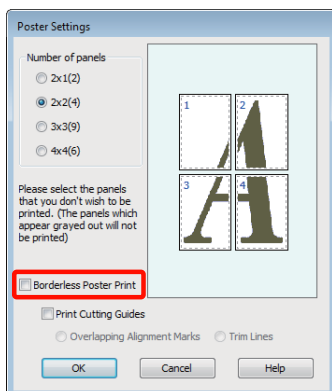 Poster Settings
Number of panels
2x1(2)
2x2(4)
3x3(9)
4x4(6)
Please select the panels
that you don't wish to be
printed. (The panels which
appear grayed out will not
be printed)
1
2
3
4
A
Borderless Poster Print
Print Cutting Guides
Overlapping Alignment Marks
Trim Lines
OK
Cancel
Help